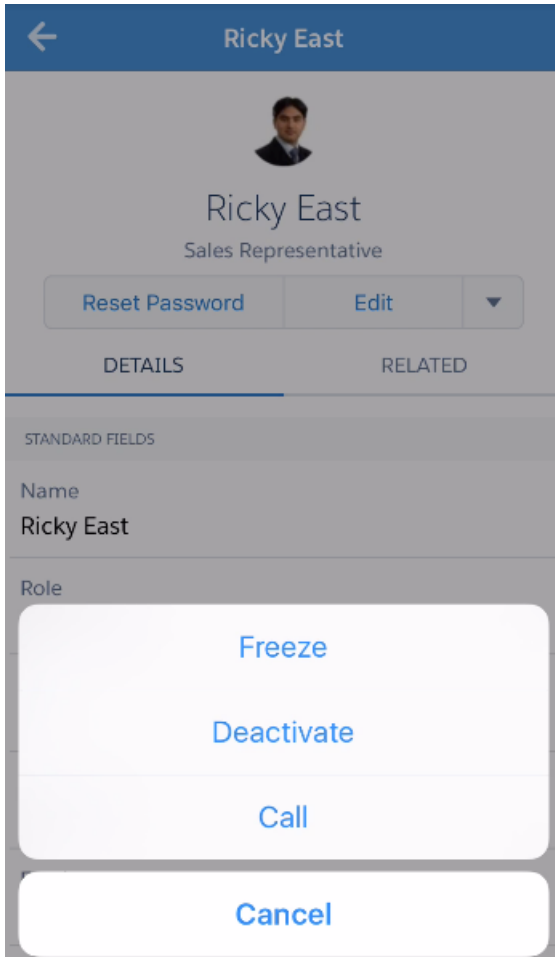 Ricky East
Ricky East
Sales Representative
Reset Password Edit
DETAILS RELATED
STANDARD FIELDS
Name
Ricky East
Role
Freeze
Deactivate
Call
Cancel